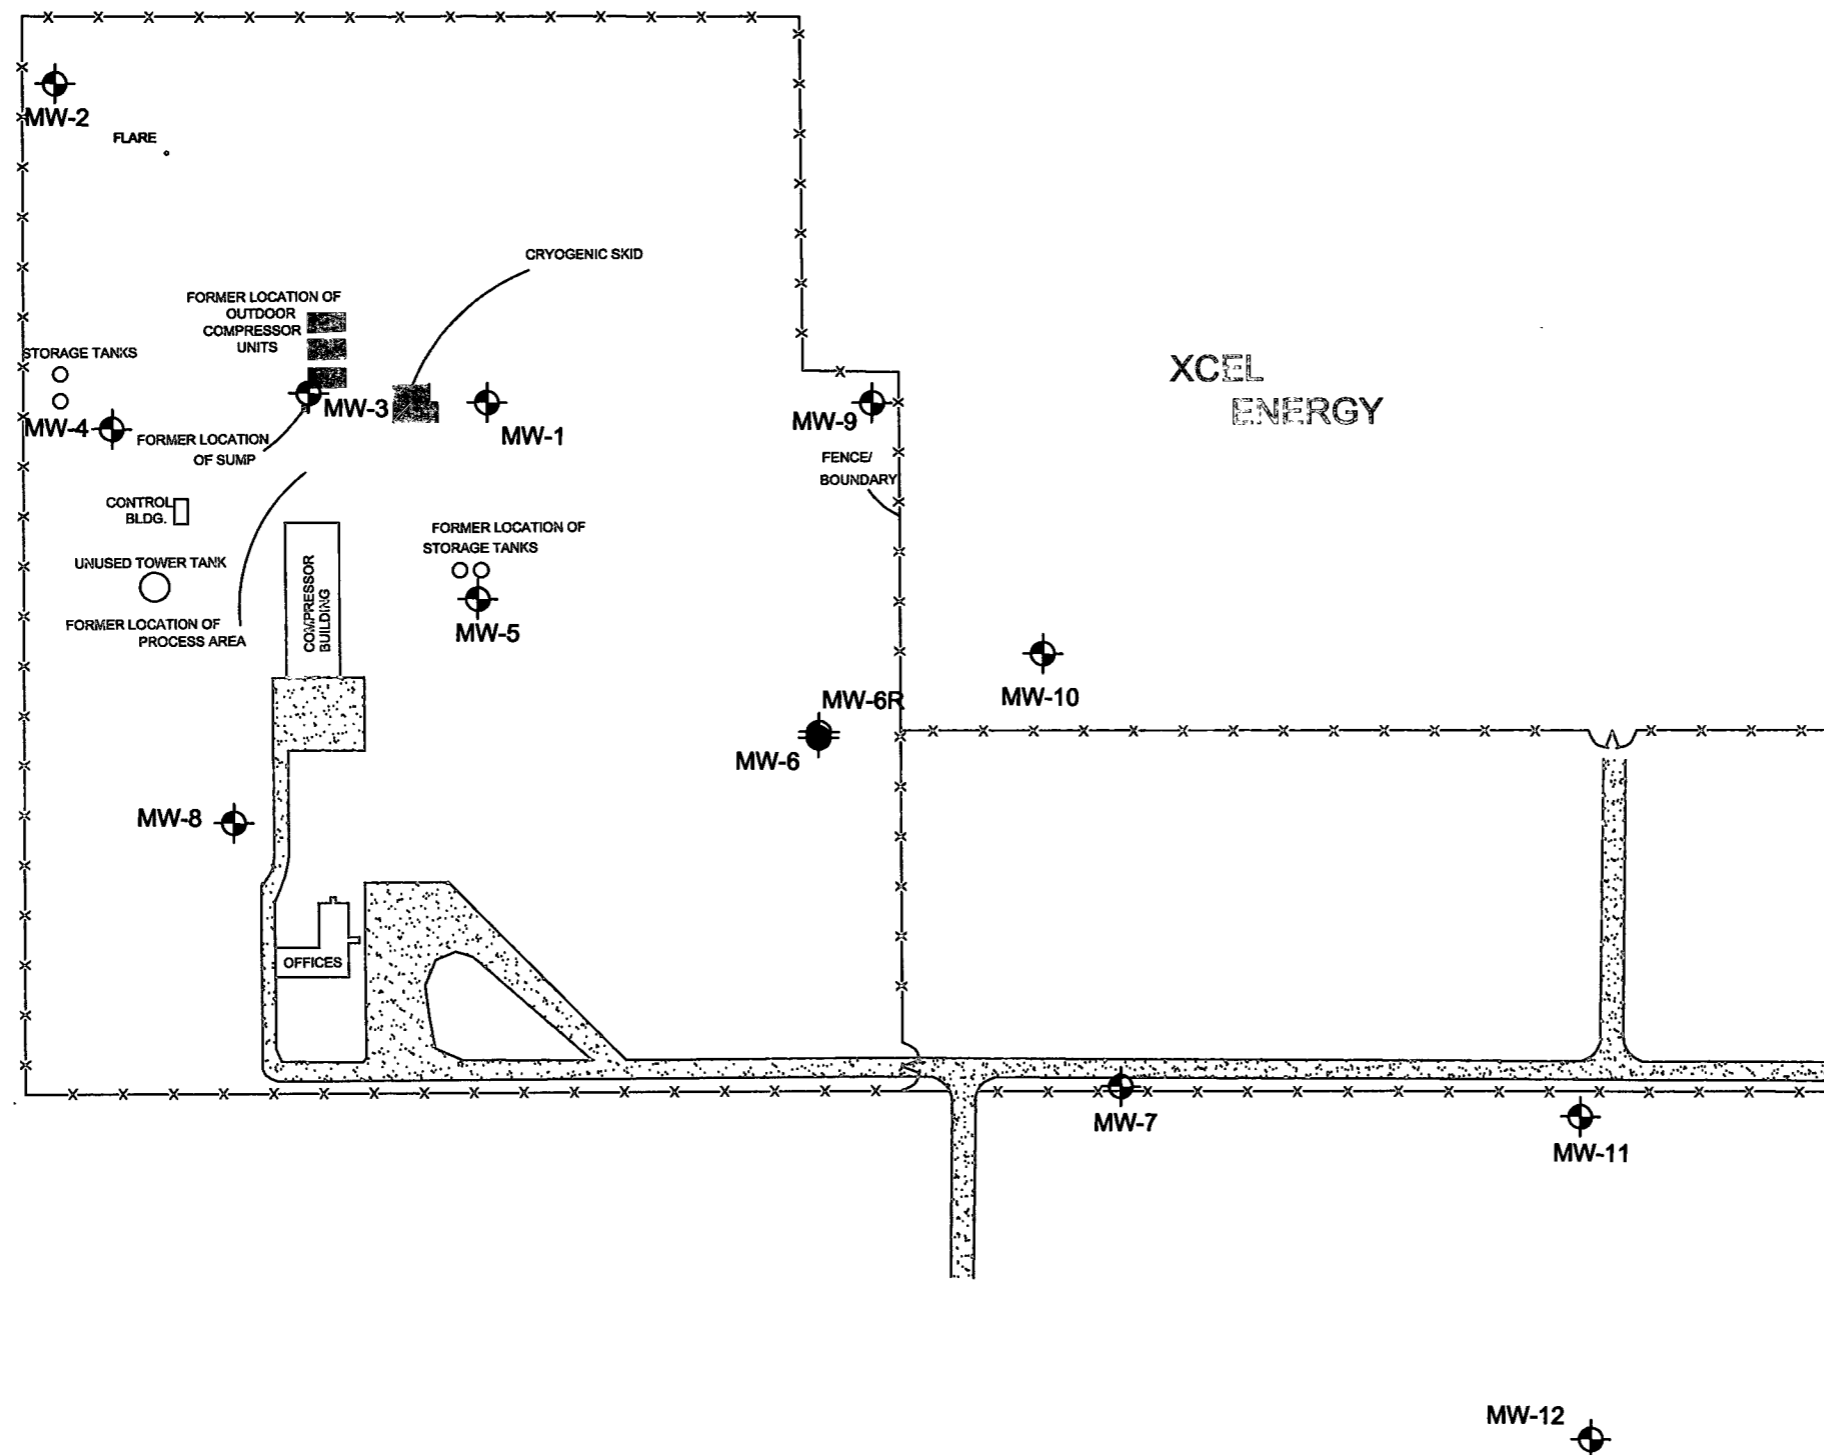 MW-2
FLARE
CRYOGENIC SKID
FORMER LOCATION OF
OUTDOOR
COMPRESSOR
UNITS
STORAGE TANKS
XCEL
ENERGY
MW-3
MW-1
MW-9
MW-4
FORMER LOCATION
OF SUMP
FENCE/
BOUNDARY
CONTROL
BLDG.
FORMER LOCATION OF
STORAGE TANKS
UNUSED TOWER TANK
COMPRESSOR
BUILDING
FORMER LOCATION OF
PROCESS AREA
MW-5
MW-10
MW-6R
MW-6
MW-8
OFFICES
MW-7
MW-11
MW-12